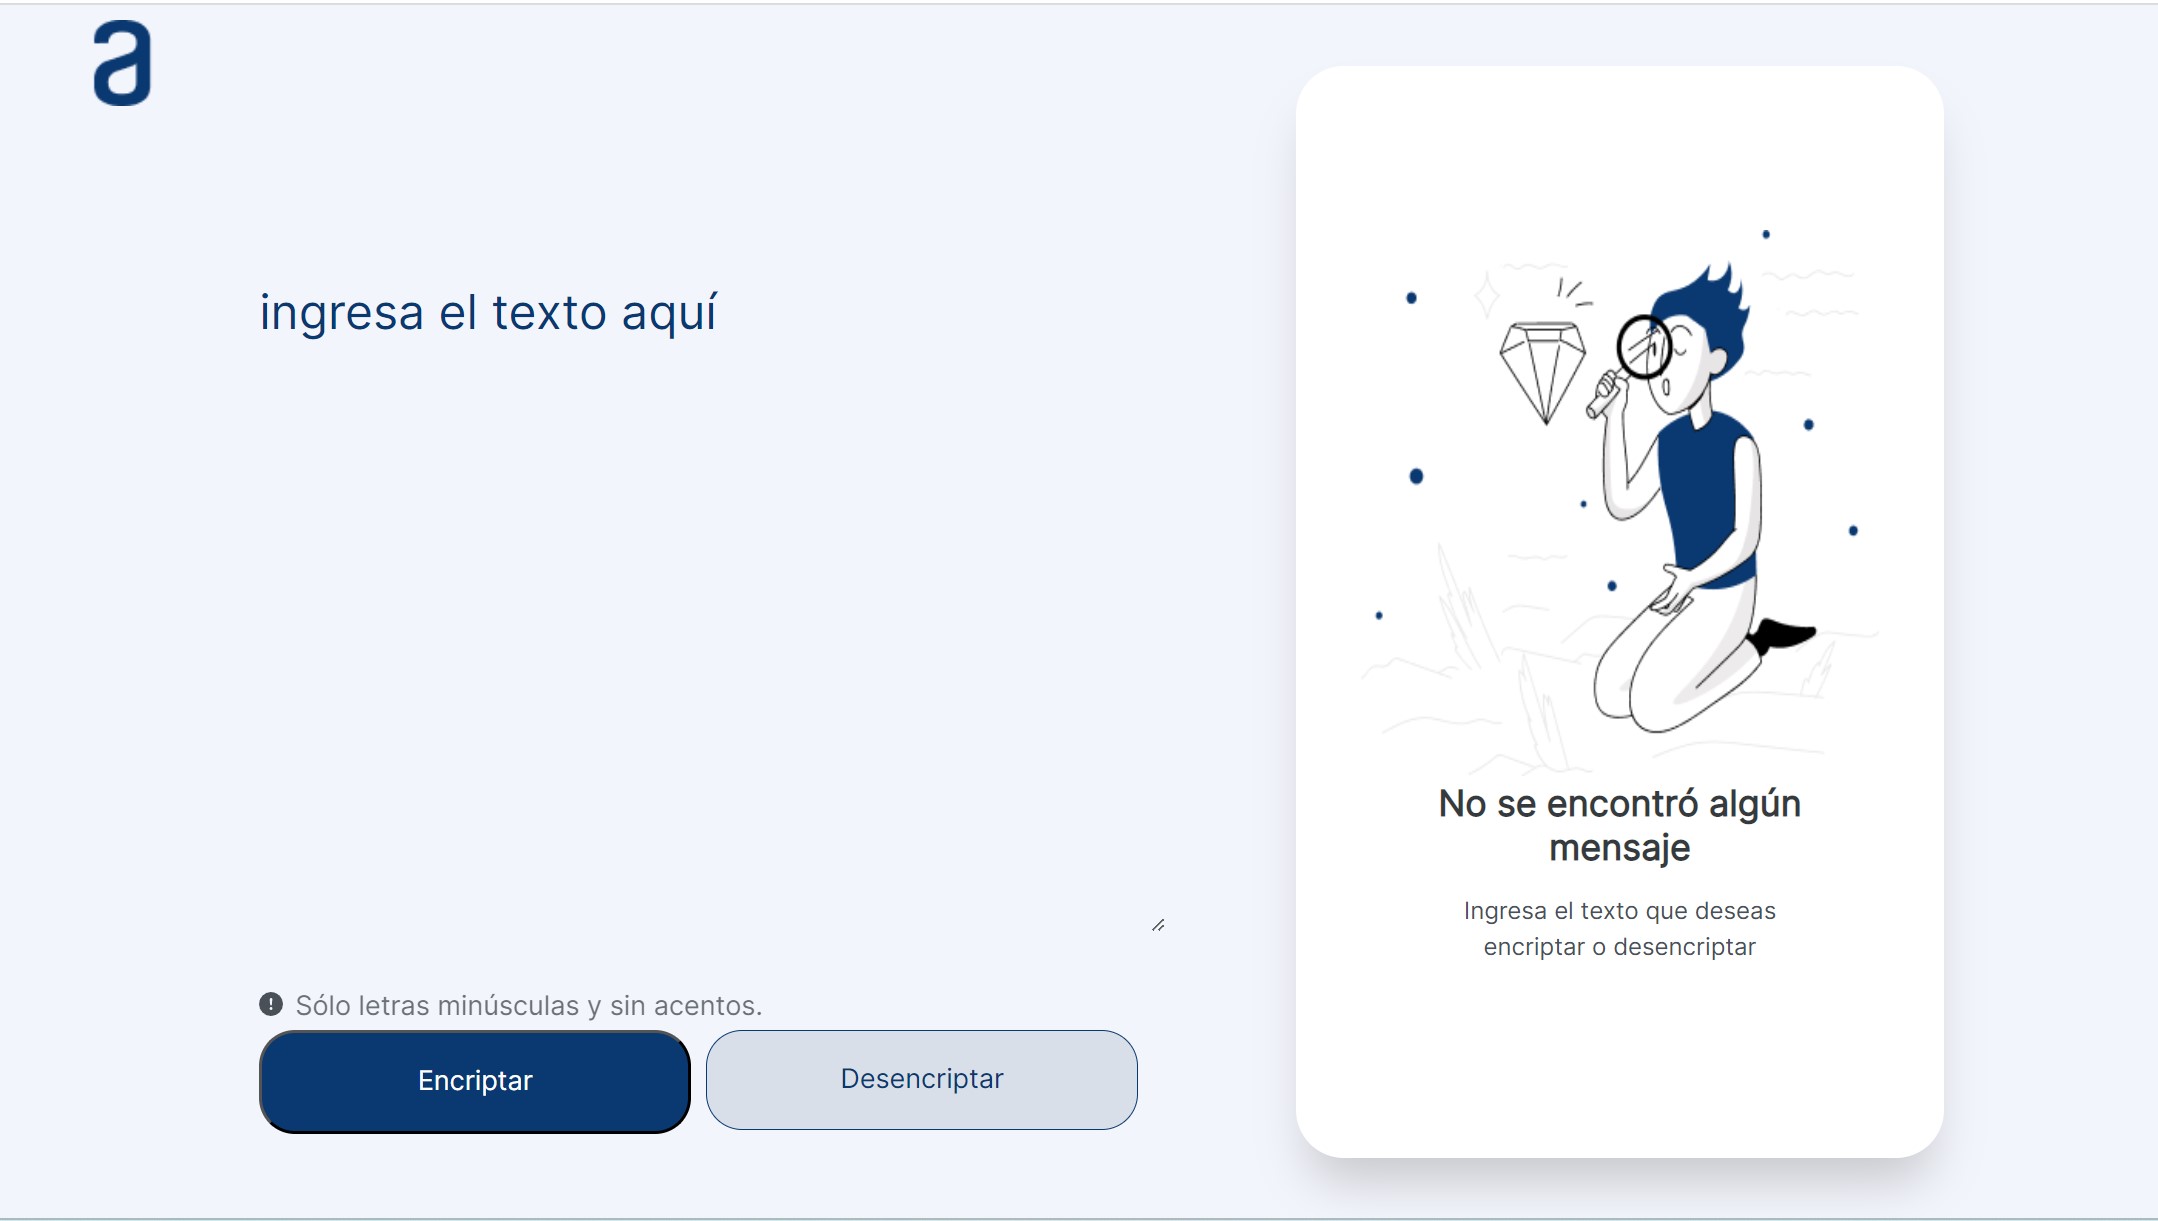 a
ingresa el texto aquí
Sólo letras minúsculas y sin acentos.
Encriptar
Desencriptar
No se encontró algún
mensaje
Ingresa el texto que deseas
encriptar o desencriptar